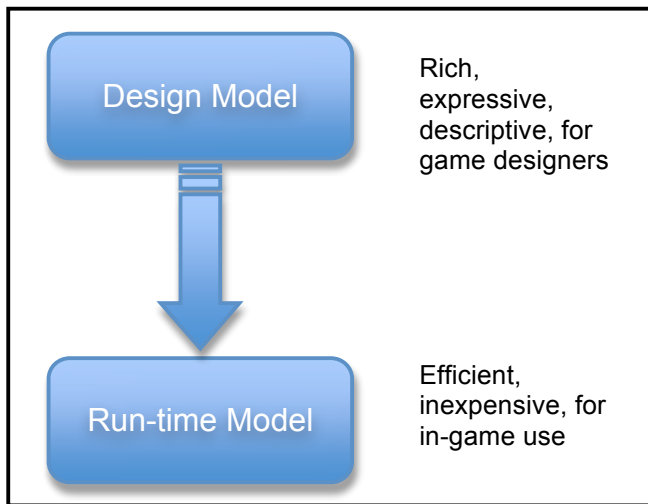 Design Model
Rich,
expressive,
descriptive, for
game designers
Run-time Model
Efficient,
inexpensive, for
in-game use